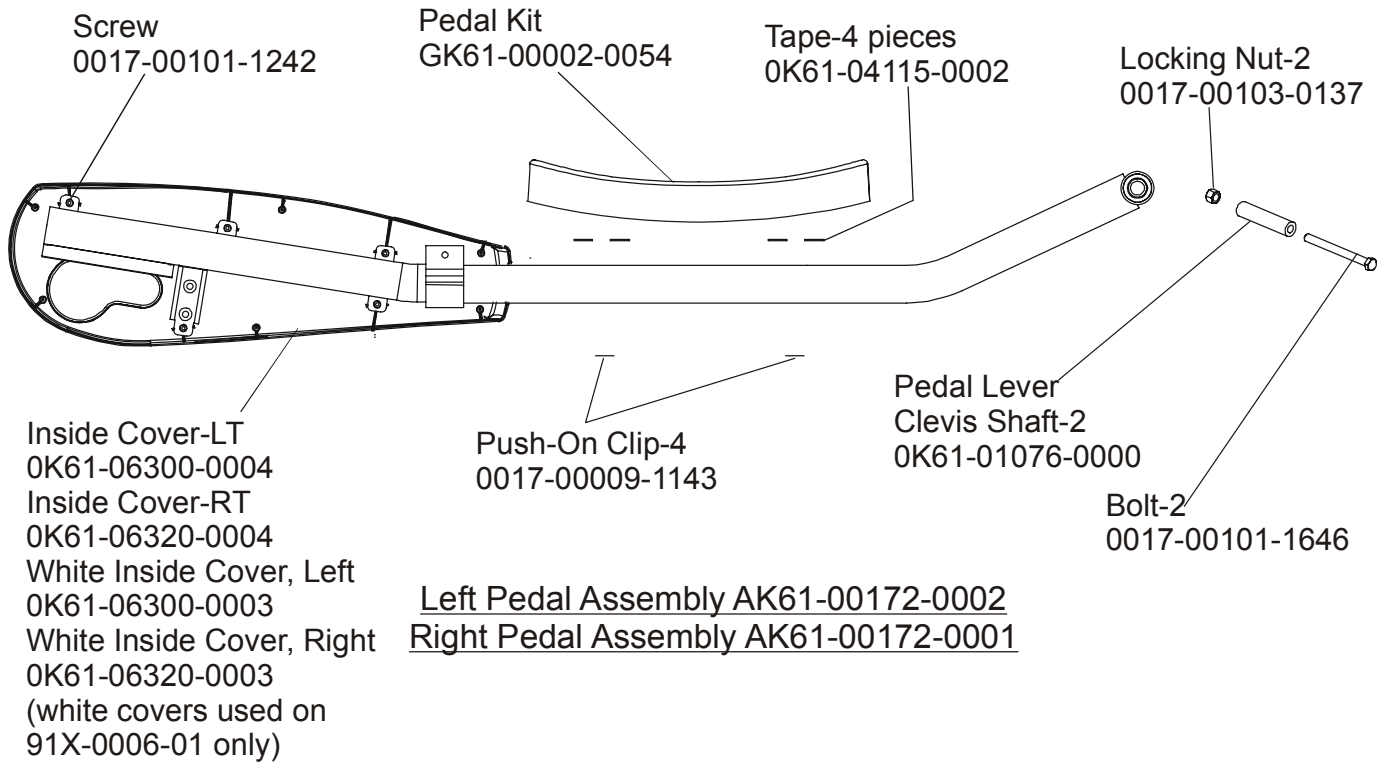 Screw
0017-00101-1242
Pedal Kit
GK61-00002-0054
Tape-4 pieces
0K61-04115-0002
Locking Nut-2
0017-00103-0137
Inside Cover-LT
0K61-06300-0004
Inside Cover-RT
0K61-06320-0004
White Inside Cover, Left
0K61-06300-0003
White Inside Cover, Right
0K61-06320-0003
(white covers used on
91X-0006-01 only)
Push-On Clip-4
0017-00009-1143
Pedal Lever
Clevis Shaft-2
0K61-01076-0000
Bolt-2
0017-00101-1646
Left Pedal Assembly AK61-00172-0002
Right Pedal Assembly AK61-00172-0001